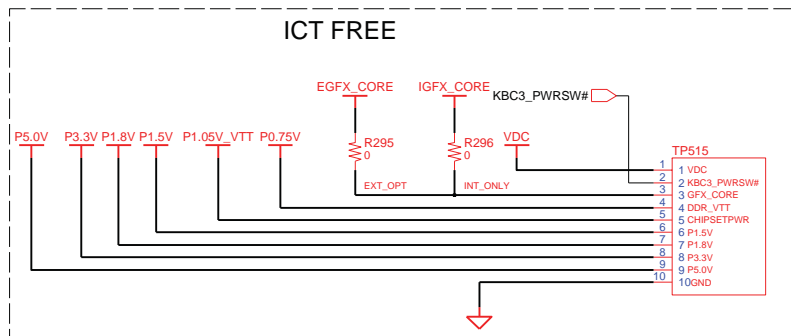 ICT FREE
EGFX_CORE
IGFX_CORE
KBC3_PWRSW#
P5.0V
P3.3V
P1.8V
P1.5V
P1.05V_VTT
P0.75V
R295
0
R296
0
VDC
TP515
EXT_OPT
INT_ONLY
1 1 VDC
2 2 KBC3_PWRSW#
3 3 GFX_CORE
4 4 DDR_VTT
5 5 CHIPSETPWR
6 6 P1.5V
7 7 P1.8V
8 8 P3.3V
9 9 P5.0V
10 10 GND